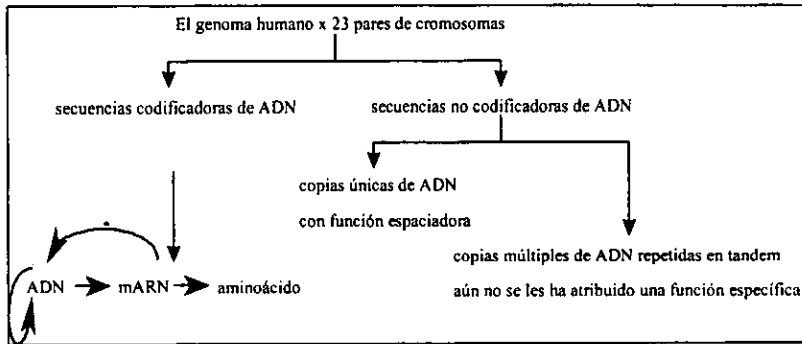 El genoma humano x 23 pares de cromosomas
secuencias codificadoras de ADN
secuencias no codificadoras de ADN
copias únicas de ADN
con función espaciadora
copias múltiples de ADN repetidas en tandem
aún no se les ha atribuido una función específica
*
ADN
mARN
aminoácido